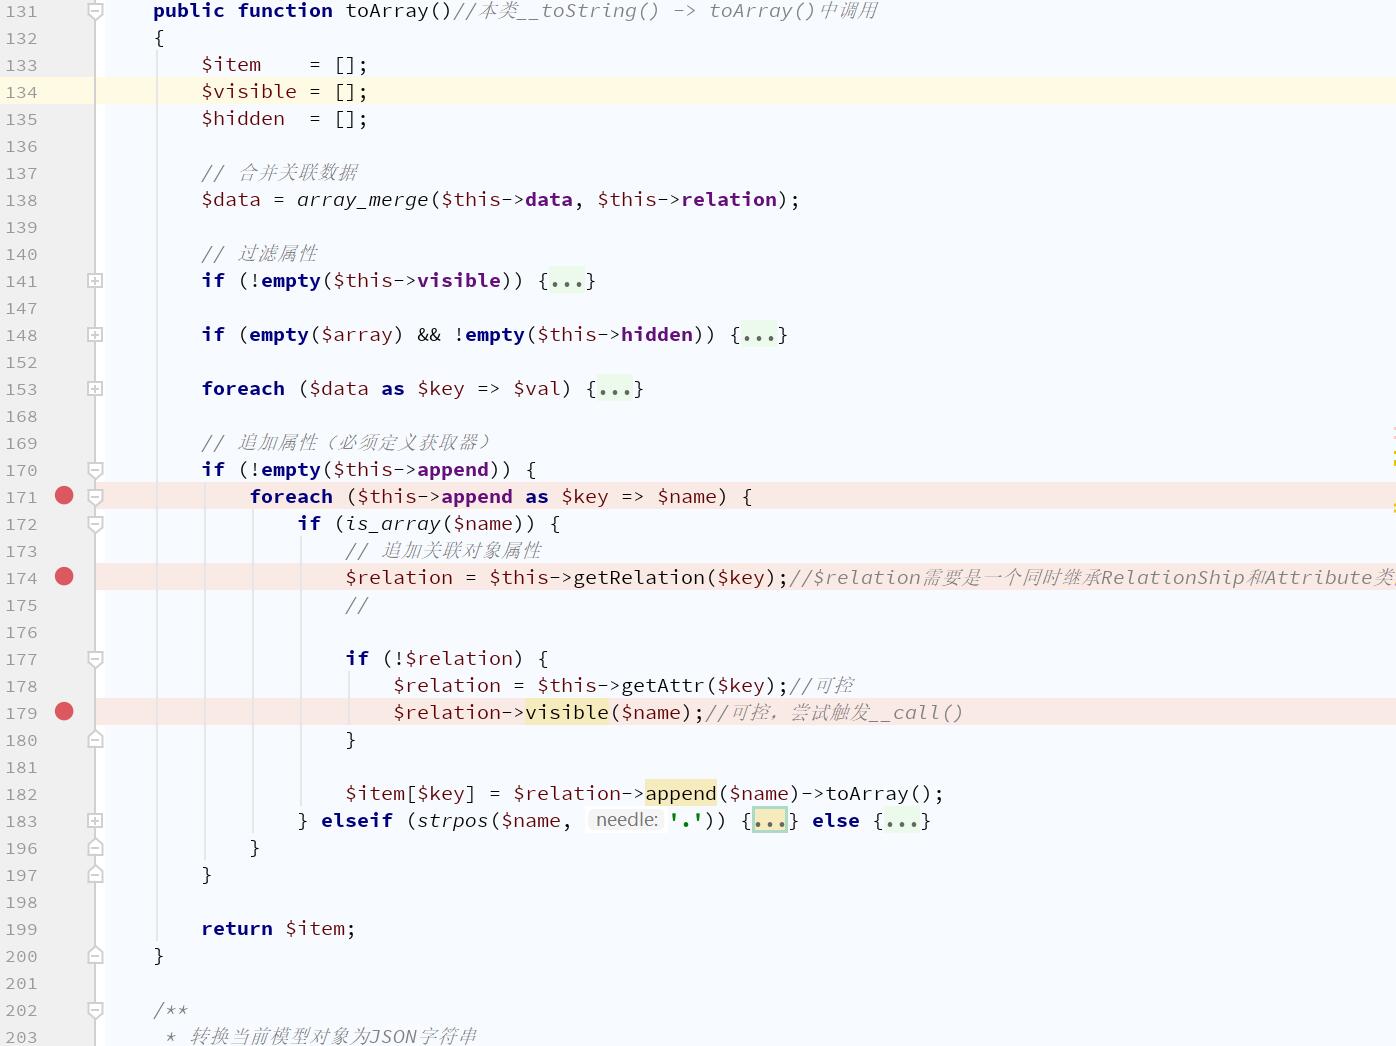 131 public function toArray()//本类__toString() -> toArray()中调用
132 {
133 $item    = [];
134 $visible = [];
135 $hidden  = [];
136
137 // 合并关联数据
138 $data = array_merge($this->data, $this->relation);
139
140 // 过滤属性
141 if (!empty($this->visible)) {...}
147
148 if (empty($array) && !empty($this->hidden)) {...}
152
153 foreach ($data as $key => $val) {...}
168
169 // 追加属性（必须定义获取器）
170 if (!empty($this->append)) {
171 foreach ($this->append as $key => $name) {
172 if (is_array($name)) {
173 // 追加关联对象属性
174 $relation = $this->getRelation($key);//$relation需要是一个同时继承RelationShip和Attribute类
175 //
176
177 if (!$relation) {
178 $relation = $this->getAttr($key);//可控
179 $relation->visible($name);//可控，尝试触发__call()
180 }
181
182 $item[$key] = $relation->append($name)->toArray();
183 } elseif (strpos($name, needle: '.')) {...} else {...}
196 }
197 }
198
199 return $item;
200 }
201
202 /**
203 * 转换当前模型对象为JSON字符串